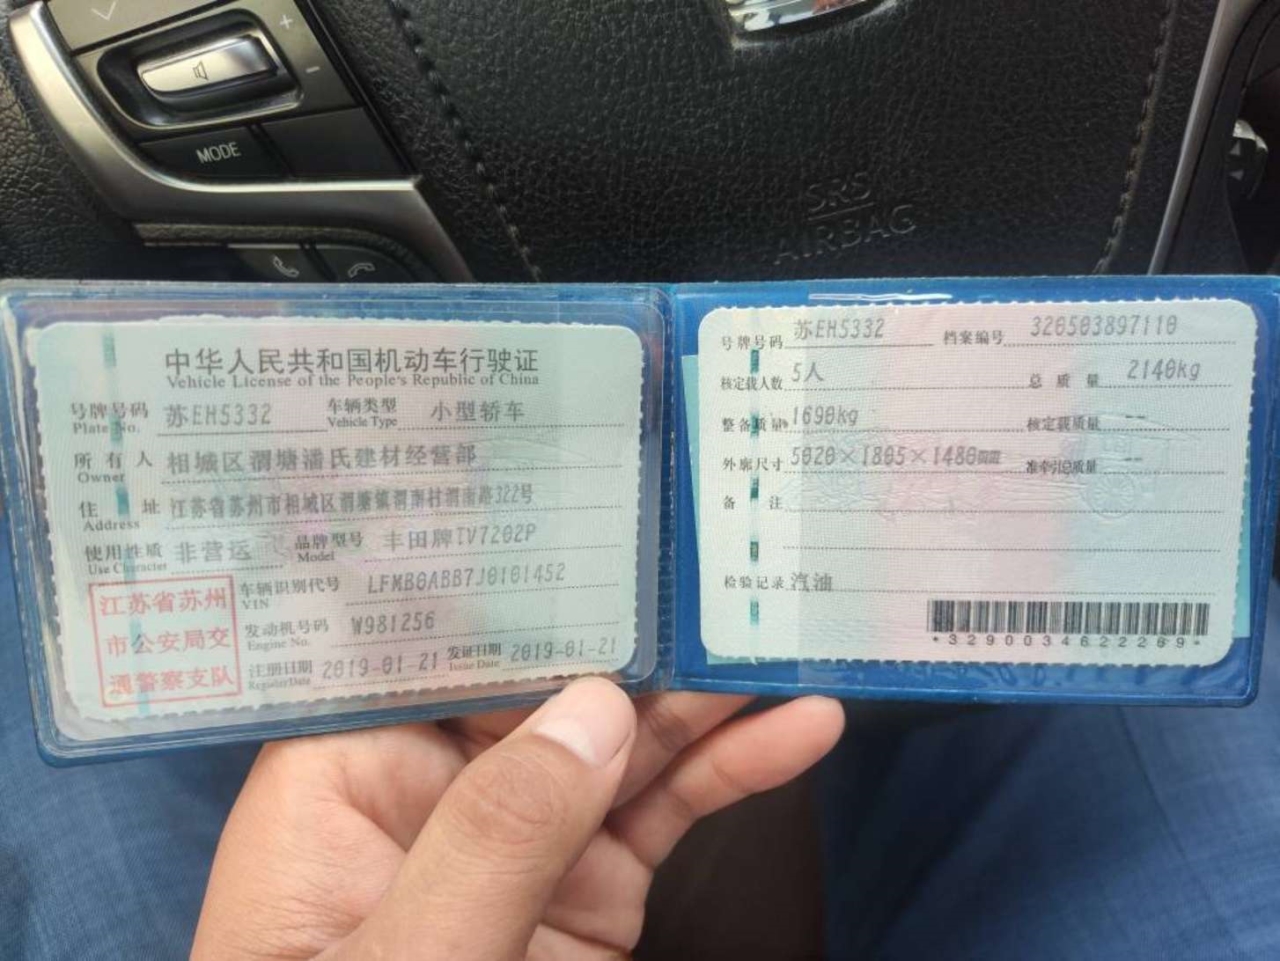 MODE
SRS
AIRBAG
中华人民共和国机动车行驶证
Vehicle License of the People's Republic of China
号牌号码 苏EH5332 车辆类型 小型轿车
Plate No. Vehicle Type
所有人 相城区渭塘潘氏建材经营部
Owner
住址 江苏省苏州市相城区渭塘镇渭南村渭南路322号
Address
使用性质 非营运 品牌型号 丰田牌TV7202P
Use Character Model
车辆识别代号 LFMB0ABB7J0101452
VIN
发动机号码 W981256
Engine No.
注册日期 2019-01-21 发证日期 2019-01-21
Register Date Issue Date
江苏省苏州
市公安局交
通警察支队
号牌号码 苏EH5332 档案编号 320503897110
核定载人数 5人 总质量 2140kg
整备质量 1690kg 核定载质量 --
外廓尺寸 5020×1805×1480mm 准牵引总质量 --
备注
检验记录 汽油
*3290034622269*